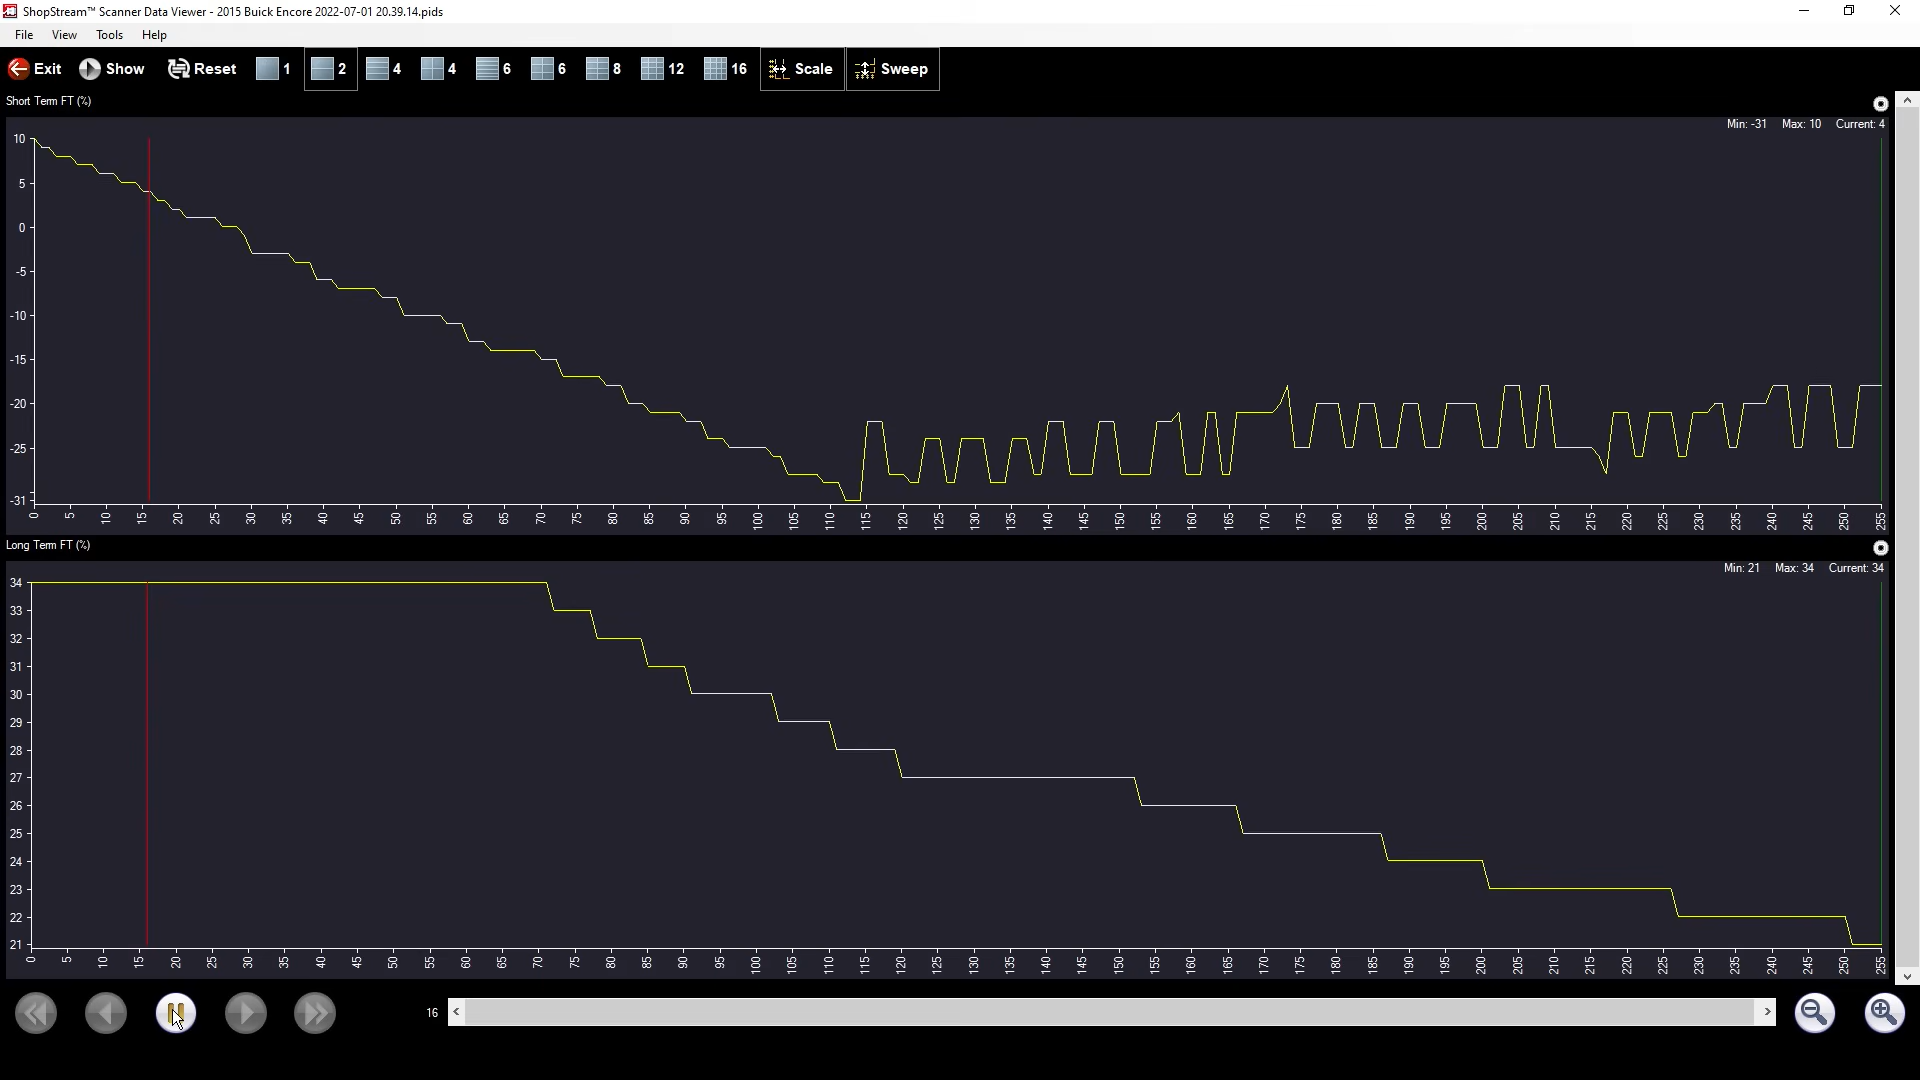 ShopStream™ Scanner Data Viewer - 2015 Buick Encore 2022-07-01 20.39.14.pids
File View Tools Help
Exit Show Reset 1 2 4 4 6 6 8 12 16 Scale Sweep
Short Term FT (%)
Min: -31 Max: 10 Current: 4
10
5
0
-5
-10
-15
-20
-25
-31
0 5 10 15 20 25 30 35 40 45 50 55 60 65 70 75 80 85 90 95 100 105 110 115 120 125 130 135 140 145 150 155 160 165 170 175 180 185 190 195 200 205 210 215 220 225 230 235 240 245 250 255
Long Term FT (%)
Min: 21 Max: 34 Current: 34
34
33
32
31
30
29
28
27
26
25
24
23
22
21
0 5 10 15 20 25 30 35 40 45 50 55 60 65 70 75 80 85 90 95 100 105 110 115 120 125 130 135 140 145 150 155 160 165 170 175 180 185 190 195 200 205 210 215 220 225 230 235 240 245 250 255
16